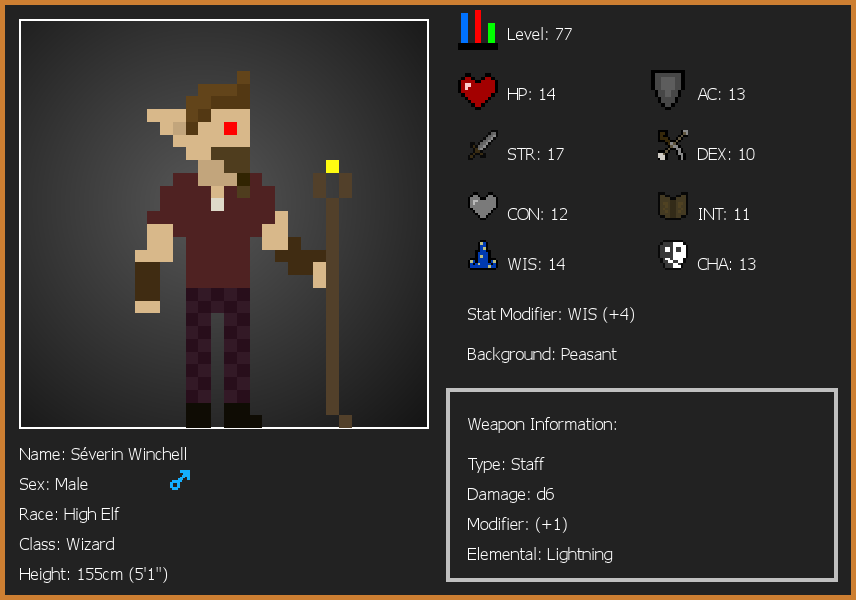 Level: 77
HP: 14
AC: 13
STR: 17
DEX: 10
CON: 12
INT: 11
WIS: 14
CHA: 13
Stat Modifier: WIS (+4)
Background: Peasant
Weapon Information:
Type: Staff
Damage: d6
Modifier: (+1)
Elemental: Lightning
Name: Séverin Winchell
Sex: Male
Race: High Elf
Class: Wizard
Height: 155cm (5'1")